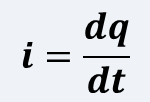 i = dq/dt